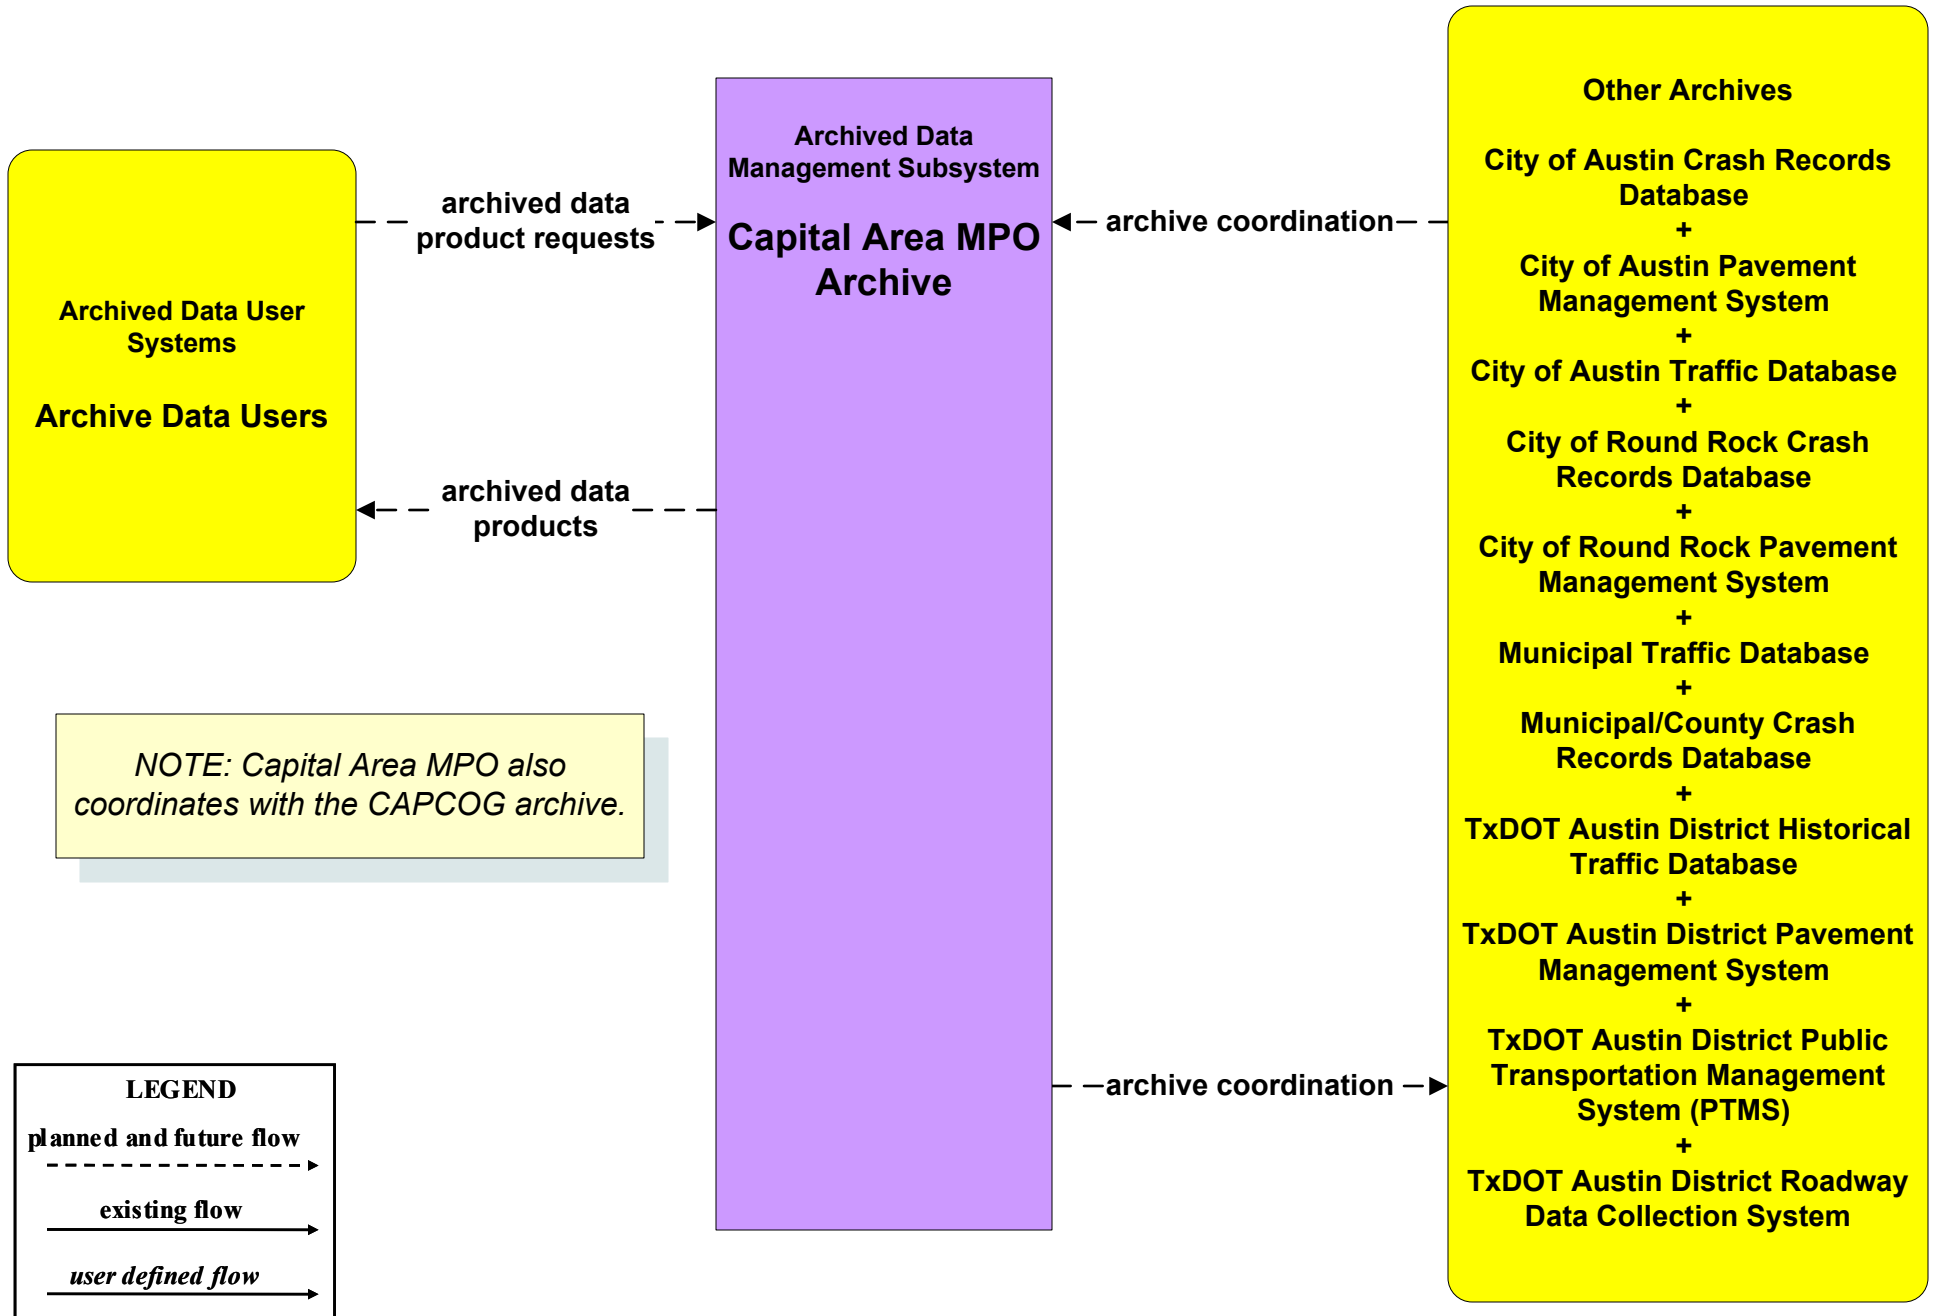 Archived Data User
Systems
Archive Data Users
archived data
product requests
archived data
products
Archived Data
Management Subsystem
Capital Area MPO
Archive
archive coordination
archive coordination
Other Archives
City of Austin Crash Records
Database
+
City of Austin Pavement
Management System
+
City of Austin Traffic Database
+
City of Round Rock Crash
Records Database
+
City of Round Rock Pavement
Management System
+
Municipal Traffic Database
+
Municipal/County Crash
Records Database
+
TxDOT Austin District Historical
Traffic Database
+
TxDOT Austin District Pavement
Management System
+
TxDOT Austin District Public
Transportation Management
System (PTMS)
+
TxDOT Austin District Roadway
Data Collection System
NOTE: Capital Area MPO also
coordinates with the CAPCOG archive.
LEGEND
planned and future flow
existing flow
user defined flow